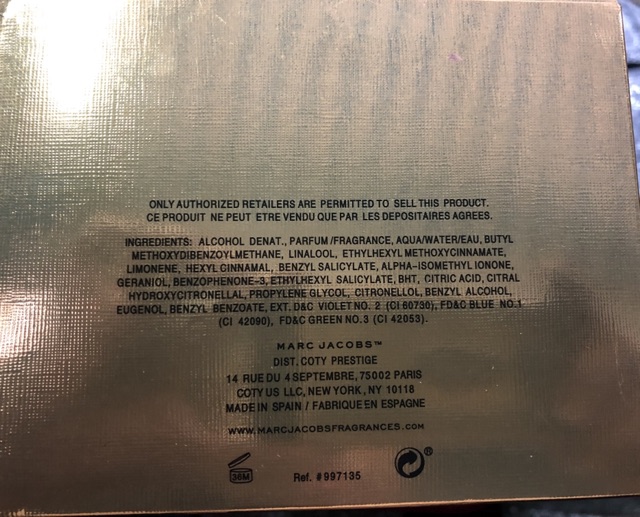 ONLY AUTHORIZED RETAILERS ARE PERMITTED TO SELL THIS PRODUCT.
CE PRODUIT NE PEUT ETRE VENDU QUE PAR LES DEPOSITAIRES AGREES.
INGREDIENTS: ALCOHOL DENAT., PARFUM/FRAGRANCE, AQUA/WATER/EAU, BUTYL
METHOXYDIBENZOYLMETHANE, LINALOOL, ETHYLHEXYL METHOXYCINNAMATE,
LIMONENE, HEXYL CINNAMAL, BENZYL SALICYLATE, ALPHA-ISOMETHYL IONONE,
GERANIOL, BENZOPHENONE-3, ETHYLHEXYL SALICYLATE, BHT, CITRIC ACID, CITRAL
HYDROXYCITRONELLAL, PROPYLENE GLYCOL, CITRONELLOL, BENZYL ALCOHOL,
EUGENOL, BENZYL BENZOATE, EXT. D&C VIOLET NO. 2 (CI 60730), FD&C BLUE NO.1
(CI 42090), FD&C GREEN NO.3 (CI 42053).
MARC JACOBS™
DIST. COTY PRESTIGE
14 RUE DU 4 SEPTEMBRE, 75002 PARIS
COTY US LLC, NEW YORK, NY 10118
MADE IN SPAIN / FABRIQUE EN ESPAGNE
WWW.MARCJACOBSFRAGRANCES.COM
36M Ref. #997135 ®